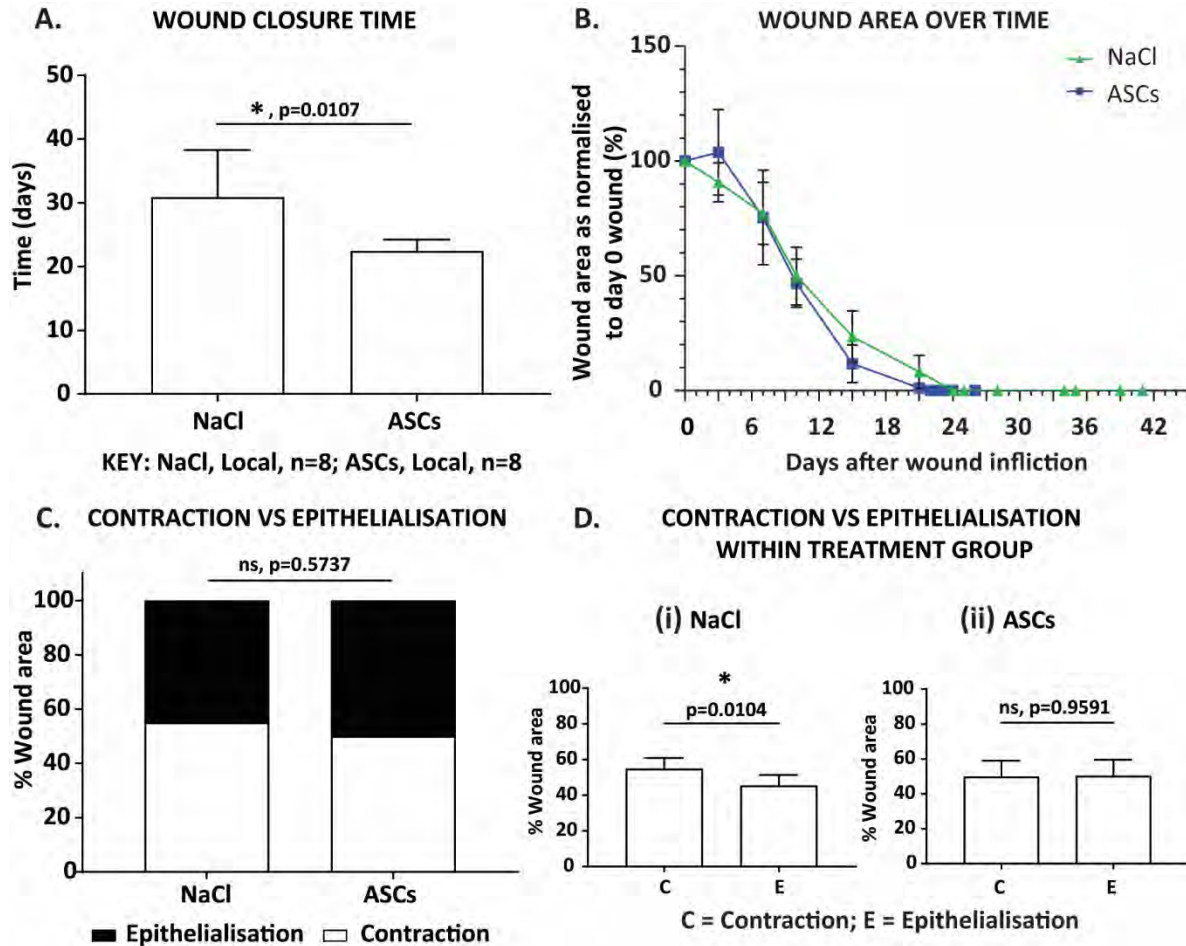 A. WOUND CLOSURE TIME
50
40
30
20
10
0
Time (days)
*, p=0.0107
NaCl
ASCs
KEY: NaCl, Local, n=8; ASCs, Local, n=8
B. WOUND AREA OVER TIME
150
100
50
0
Wound area as normalised
to day 0 wound (%)
NaCl
ASCs
0 6 12 18 24 30 36 42
Days after wound infliction
C. CONTRACTION VS EPITHELIALISATION
ns, p=0.5737
100
80
60
40
20
0
% Wound area
NaCl
ASCs
Epithelialisation
Contraction
D. CONTRACTION VS EPITHELIALISATION
WITHIN TREATMENT GROUP
(i) NaCl
*
p=0.0104
100
80
60
40
20
0
% Wound area
C
E
(ii) ASCs
ns, p=0.9591
100
80
60
40
20
0
% Wound area
C
E
C = Contraction; E = Epithelialisation